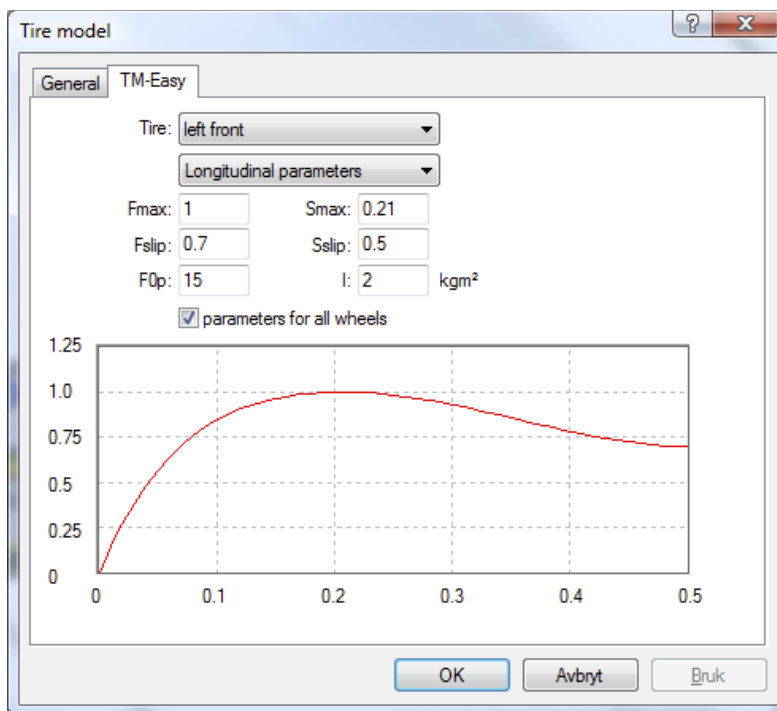 Tire model
General TM-Easy
Tire: left front
Longitudinal parameters
Fmax: 1 Smax: 0.21
Fslip: 0.7 Sslip: 0.5
F0p: 15 I: 2 kgm²
parameters for all wheels
1.25
1.0
0.75
0.5
0.25
0
0 0.1 0.2 0.3 0.4 0.5
OK Avbryt Bruk